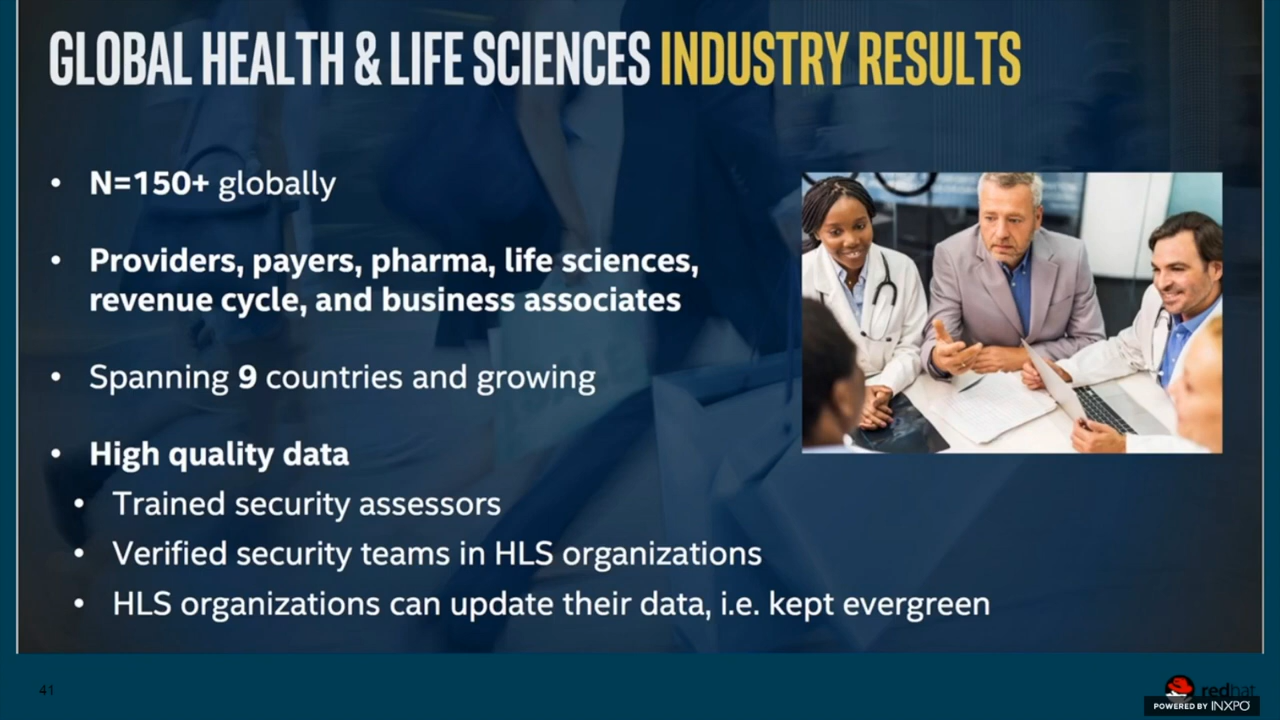 GLOBAL HEALTH & LIFE SCIENCES INDUSTRY RESULTS
• N=150+ globally
• Providers, payers, pharma, life sciences,
revenue cycle, and business associates
• Spanning 9 countries and growing
• High quality data
• Trained security assessors
• Verified security teams in HLS organizations
• HLS organizations can update their data, i.e. kept evergreen
41
redhat
POWERED BY INXPO